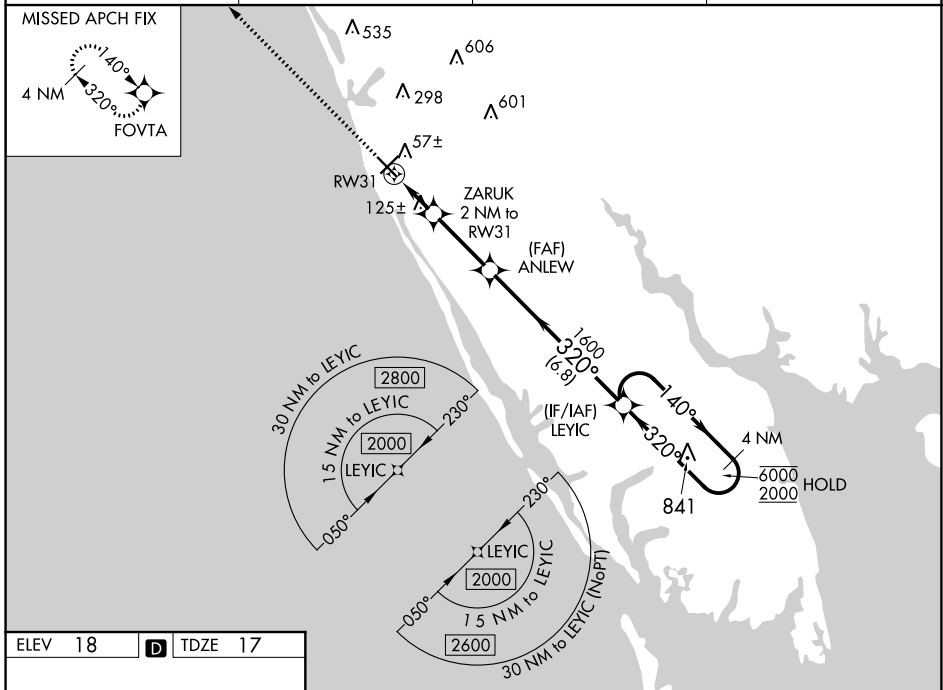 MISSED APCH FIX
140°
4 NM
320°
FOVTA
535
606
298
601
57±
RW31
125±
ZARUK
2 NM to
RW31
(FAF)
ANLEW
1600
320°
(6.8)
(IF/IAF)
LEYIC
140°
320°
4 NM
841
6000
2000
HOLD
30 NM to LEYIC
2800
15 NM to LEYIC
2000
230°
LEYIC
050°
230°
LEYIC
2000
050°
15 NM to LEYIC
2600
30 NM to LEYIC (NoPT)
ELEV 18 D TDZE 17